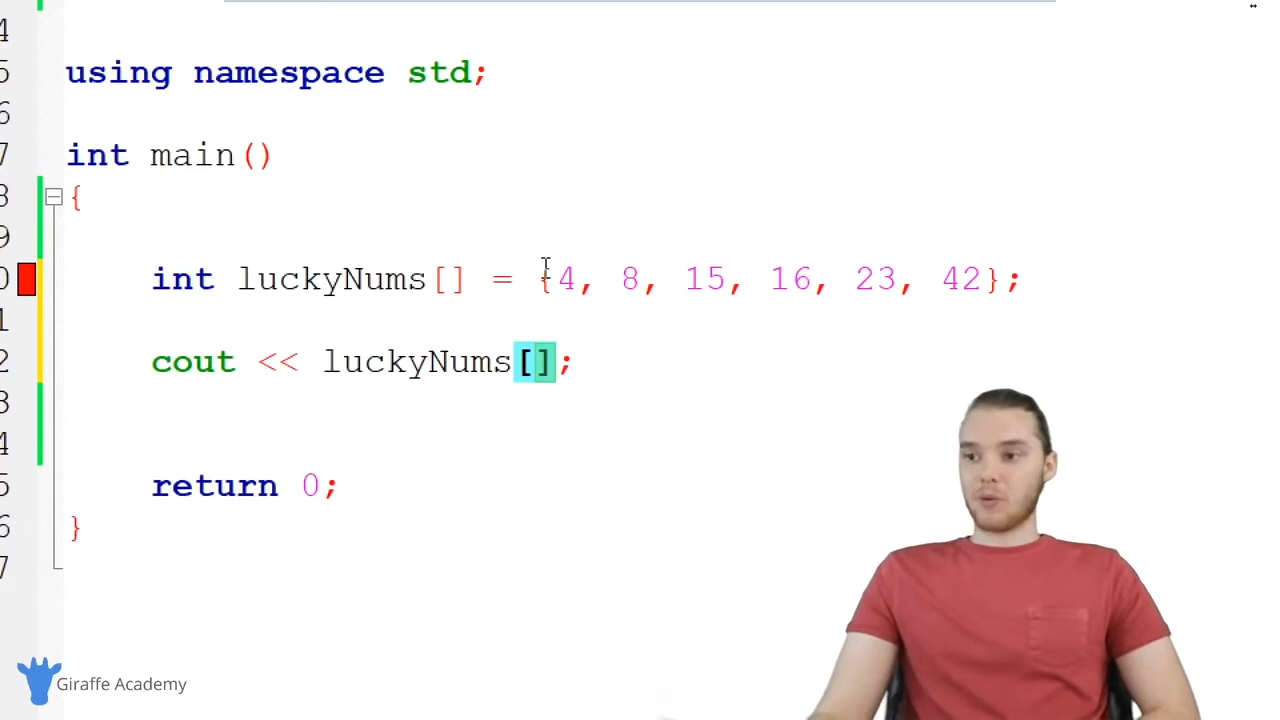 4
5 using namespace std;
6
7 int main()
8 {
9
0 int luckyNums[] = {4, 8, 15, 16, 23, 42};
1
2 cout << luckyNums[];
3
4
5 return 0;
6 }
7
Giraffe Academy